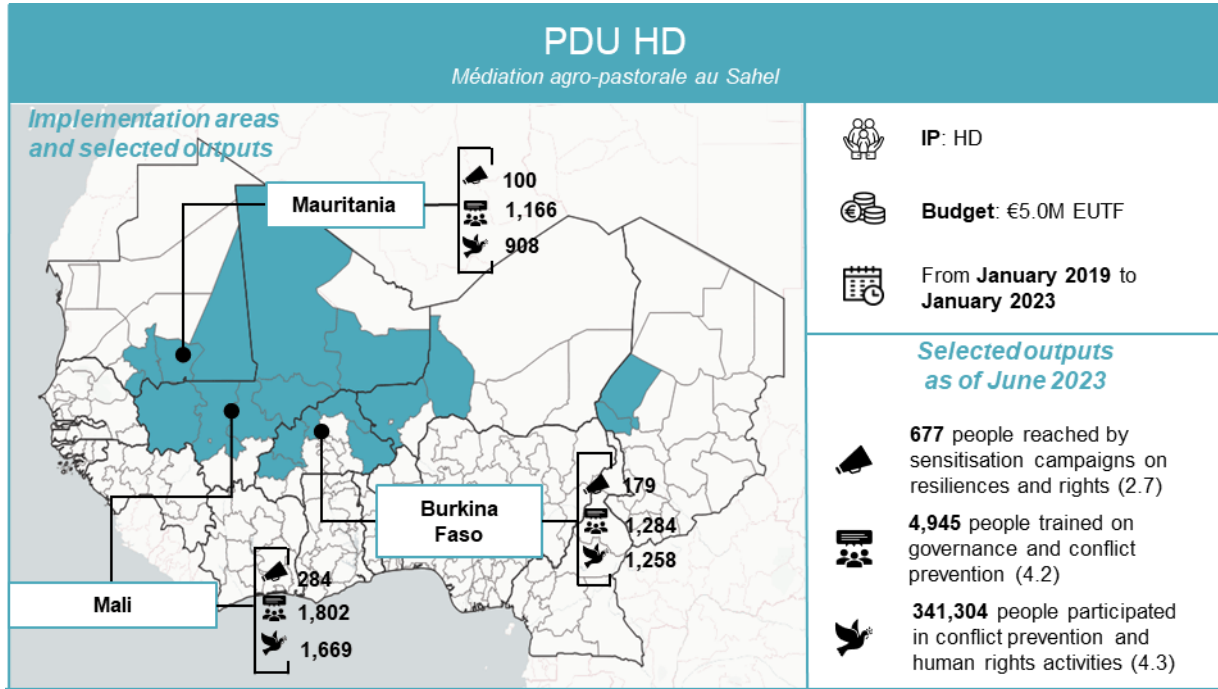 PDU HD
Médiation agro-pastorale au Sahel
Implementation areas
and selected outputs
Mauritania
100
1,166
908
Burkina
Faso
179
1,284
1,258
Mali
284
1,802
1,669
IP: HD
Budget: €5.0M EUTF
From January 2019 to
January 2023
Selected outputs
as of June 2023
677 people reached by
sensitisation campaigns on
resiliences and rights (2.7)
4,945 people trained on
governance and conflict
prevention (4.2)
341,304 people participated
in conflict prevention and
human rights activities (4.3)